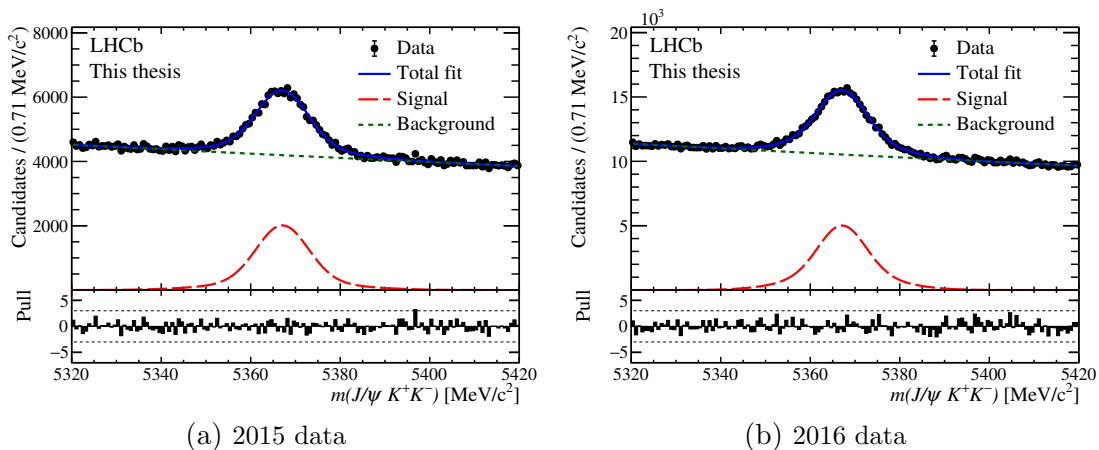 LHCb
This thesis
Data
Total fit
Signal
Background
8000
6000
4000
2000
Candidates / (0.71 MeV/c²)
5
0
−5
Pull
5320 5340 5360 5380 5400 5420
m(J/ψ K⁺K⁻) [MeV/c²]
(a) 2015 data
10³
LHCb
This thesis
Data
Total fit
Signal
Background
15
10
5
Candidates / (0.71 MeV/c²)
5
0
−5
Pull
5320 5340 5360 5380 5400 5420
m(J/ψ K⁺K⁻) [MeV/c²]
(b) 2016 data